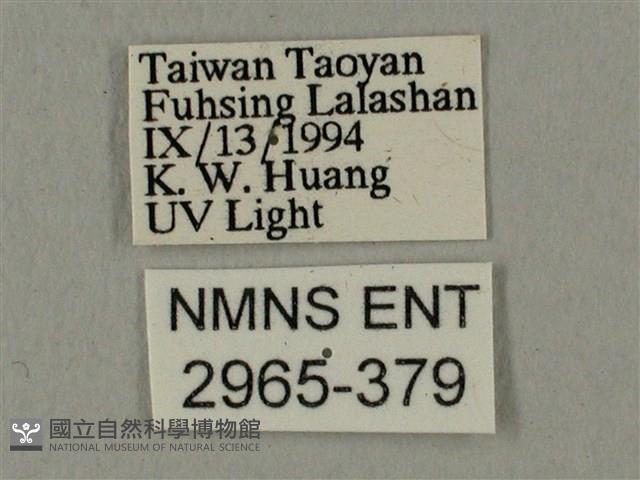 Taiwan Taoyan
Fuhsing Lalashan
IX/13/1994
K. W. Huang
UV Light
NMNS ENT
2965-379
國立自然科學博物館
NATIONAL MUSEUM OF NATURAL SCIENCE